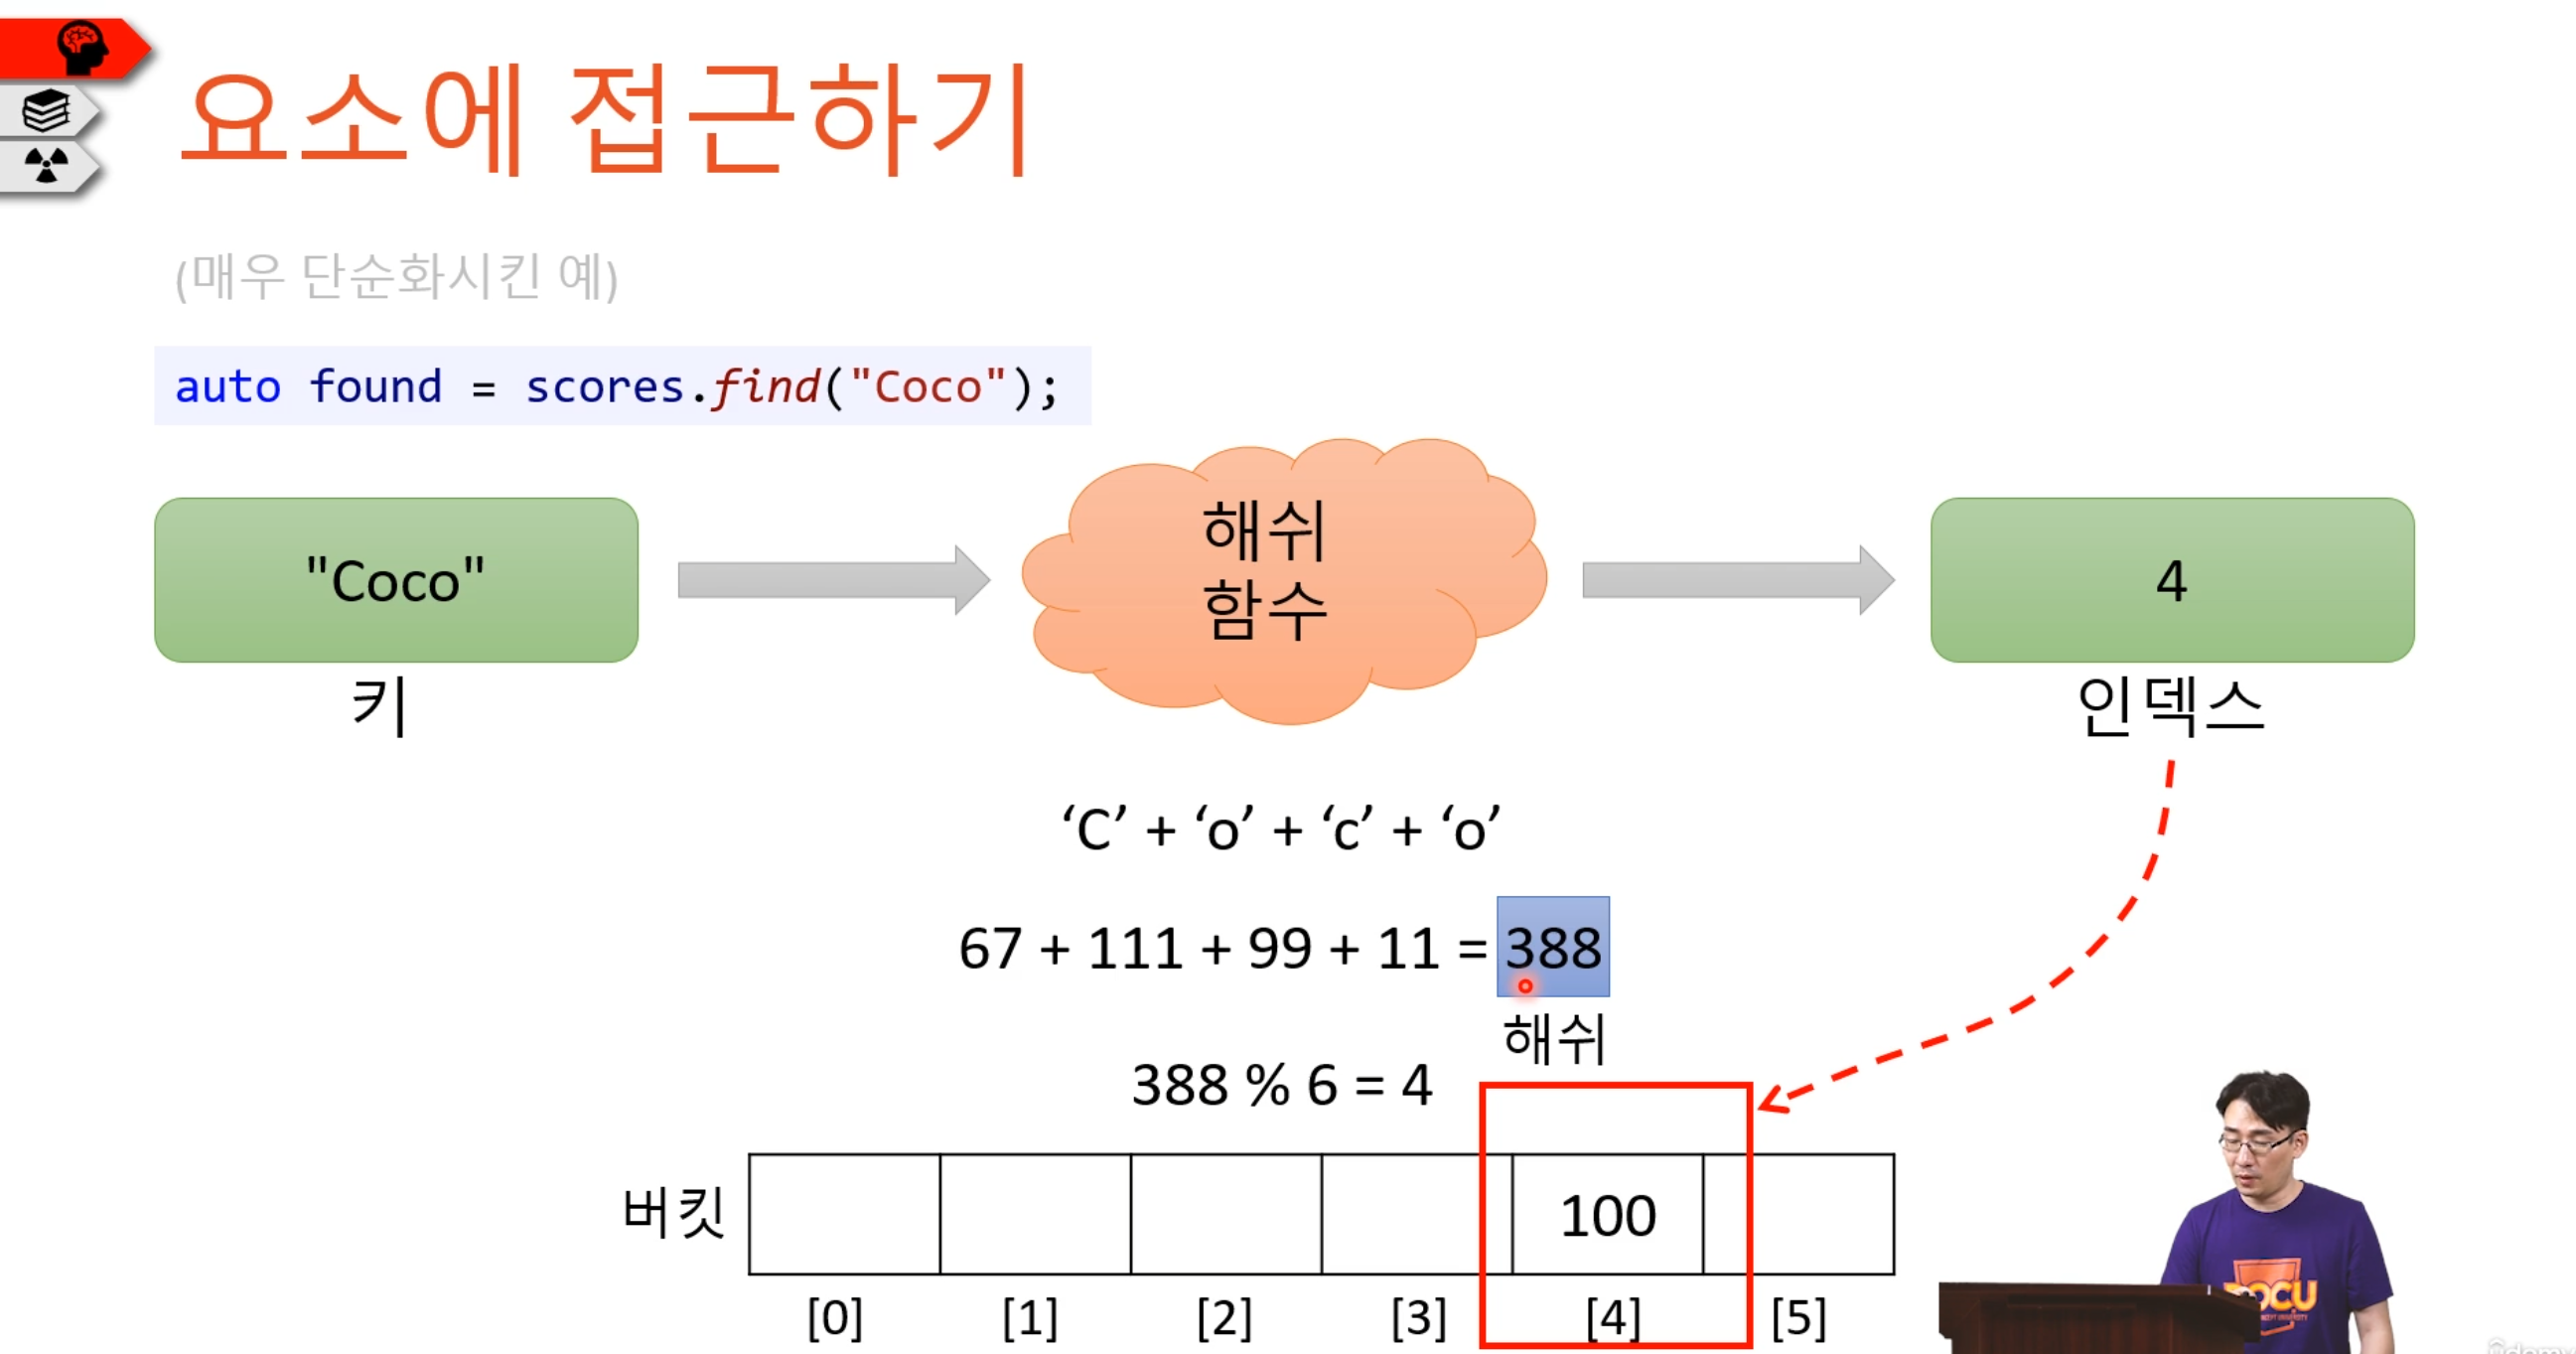 요소에 접근하기
(매우 단순화시킨 예)
auto found = scores.find("Coco");
"Coco"
해쉬
함수
4
키
인덱스
‘C’ + ‘o’ + ‘c’ + ‘o’
67 + 111 + 99 + 11 = 388
해쉬
388 % 6 = 4
버킷
100
[0] [1] [2] [3] [4] [5]